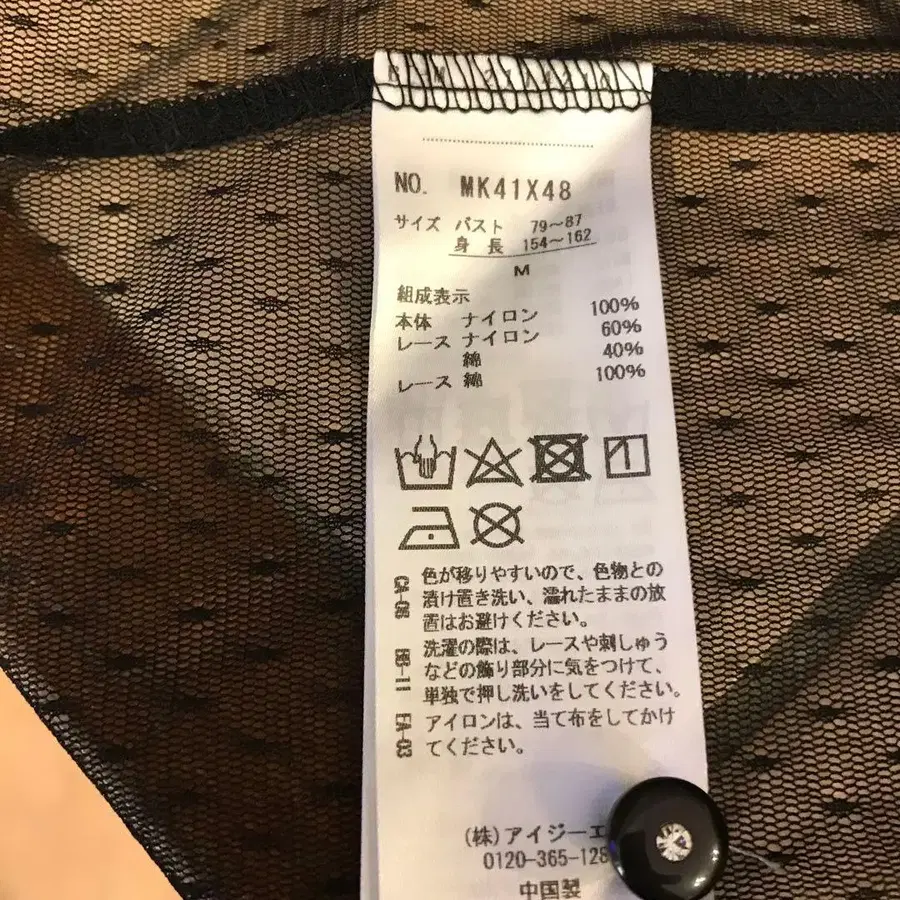 NO. MK41X48
サイズ バスト 79～87
身長 154～162
M
組成表示
本体 ナイロン 100%
レース ナイロン 60%
綿 40%
レース 綿 100%
CA-06 色が移りやすいので、色物との
漬け置き洗い、濡れたままの放
置はお避けください。
洗濯の際は、レースや刺しゅう
などの飾り部分に気をつけて、
単独で押し洗いをしてください。
EA-03 アイロンは、当て布をしてかけ
てください。
(株)アイジーエ
0120-365-128
中国製